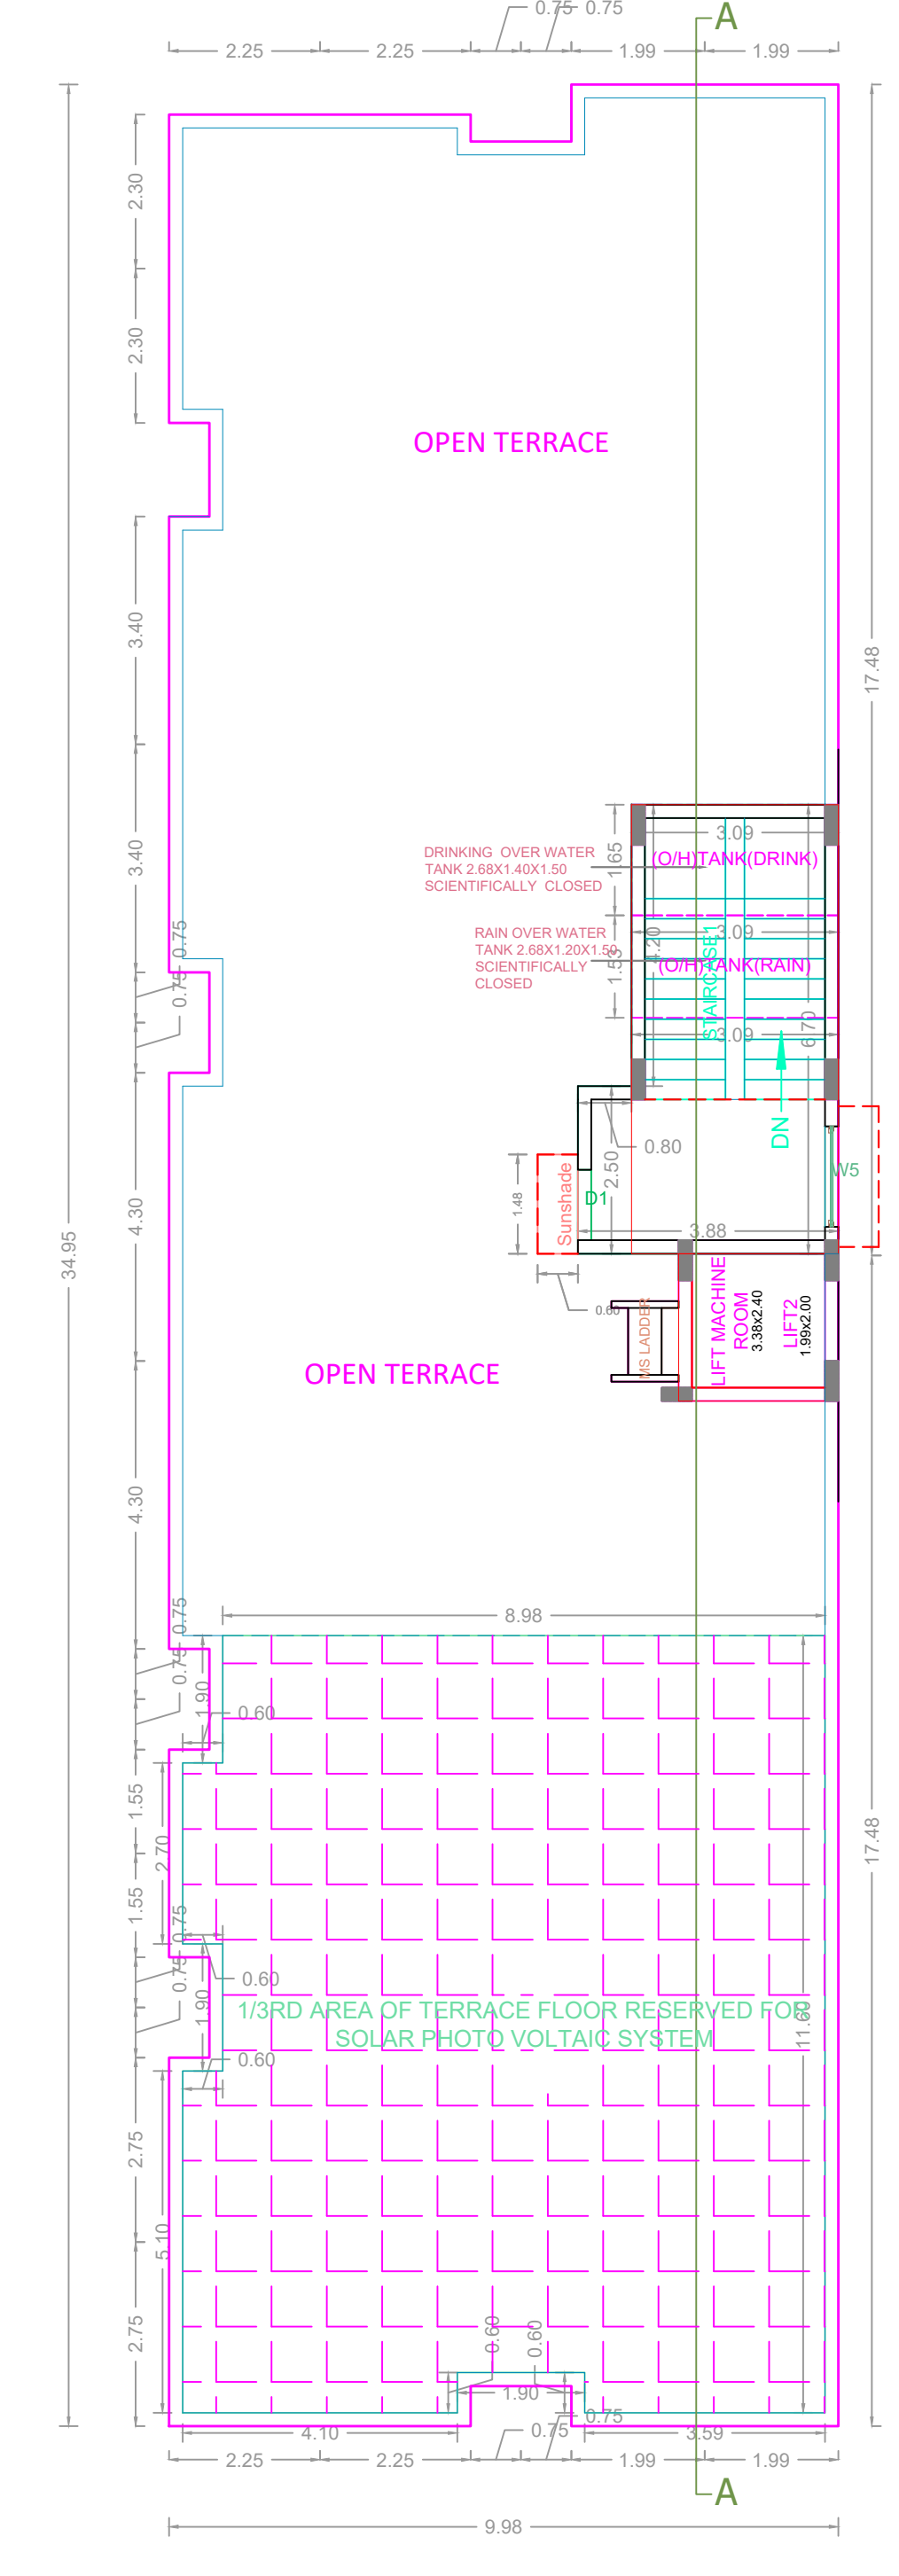 0.75
0.75
A
2.25
2.25
1.99
1.99
2.30
2.30
OPEN TERRACE
3.40
17.48
3.40
DRINKING OVER WATER
TANK 2.68X1.40X1.50
SCIENTIFICALLY CLOSED
1.65
3.09
(O/H)TANK(DRINK)
RAIN OVER WATER
TANK 2.68X1.20X1.50
SCIENTIFICALLY
CLOSED
1.53
4.20
3.09
(O/H)TANK(RAIN)
STAIRCASE1
3.09
6.70
0.75
0.75
DN
0.80
2.50
W5
D1
Sunshade
1.48
3.88
4.30
34.95
0.60
MS LADDER
LIFT MACHINE
ROOM
3.38x2.40
LIFT2
1.99x2.00
OPEN TERRACE
4.30
8.98
0.75
0.75
1.90
0.60
1.55
2.70
17.48
1.55
0.75
0.75
0.60
1.90
1/3RD AREA OF TERRACE FLOOR RESERVED FOR
SOLAR PHOTO VOLTAIC SYSTEM
11.60
0.60
2.75
5.10
2.75
0.60
0.60
1.90
4.10
0.75
0.75
3.59
2.25
2.25
1.99
1.99
A
9.98